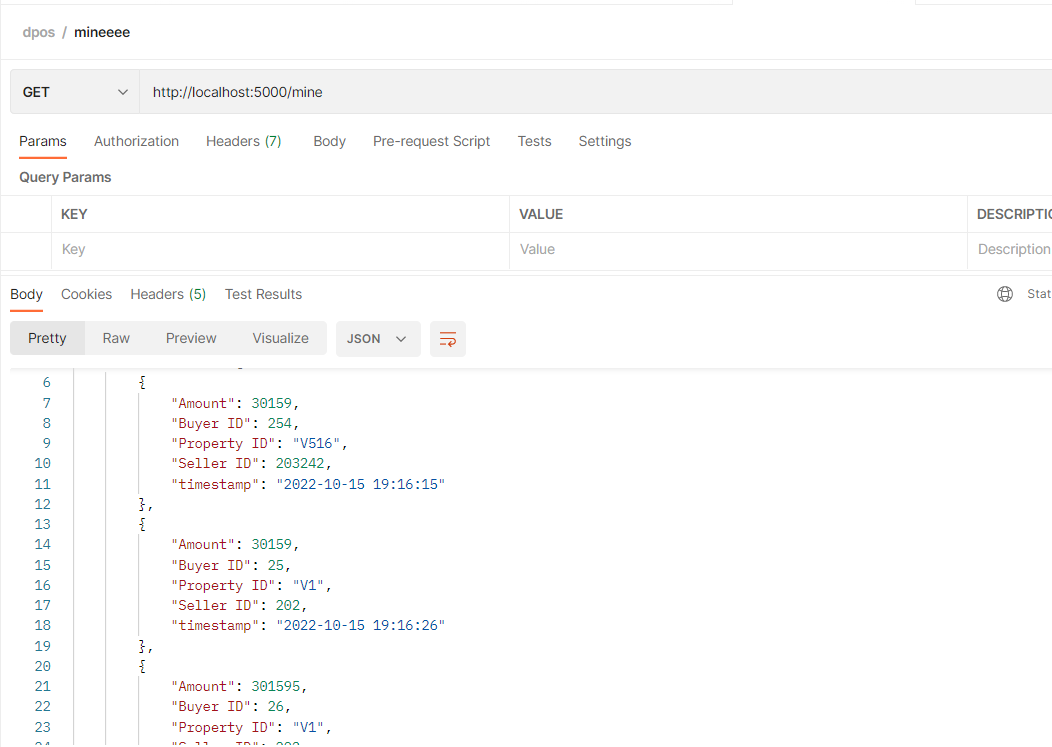 dpos / mineeee
GET http://localhost:5000/mine
Params Authorization Headers (7) Body Pre-request Script Tests Settings
Query Params
KEY VALUE
Key Value Description
Body Cookies Headers (5) Test Results
Pretty Raw Preview Visualize JSON
6 {
7 "Amount": 30159,
8 "Buyer ID": 254,
9 "Property ID": "V516",
10 "Seller ID": 203242,
11 "timestamp": "2022-10-15 19:16:15"
12 },
13 {
14 "Amount": 30159,
15 "Buyer ID": 25,
16 "Property ID": "V1",
17 "Seller ID": 202,
18 "timestamp": "2022-10-15 19:16:26"
19 },
20 {
21 "Amount": 301595,
22 "Buyer ID": 26,
23 "Property ID": "V1",